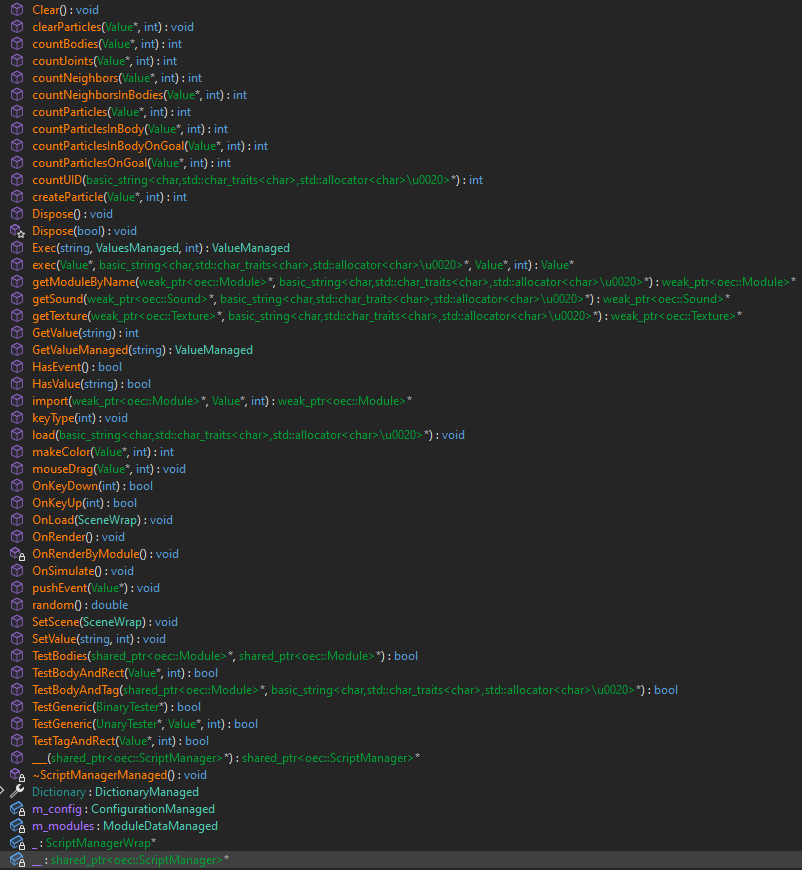 Clear() : void
clearParticles(Value*, int) : void
countBodies(Value*, int) : int
countJoints(Value*, int) : int
countNeighbors(Value*, int) : int
countNeighborsInBodies(Value*, int) : int
countParticles(Value*, int) : int
countParticlesInBody(Value*, int) : int
countParticlesInBodyOnGoal(Value*, int) : int
countParticlesOnGoal(Value*, int) : int
countUID(basic_string<char,std::char_traits<char>,std::allocator<char>\u0020>*) : int
createParticle(Value*, int) : int
Dispose() : void
Dispose(bool) : void
Exec(string, ValuesManaged, int) : ValueManaged
exec(Value*, basic_string<char,std::char_traits<char>,std::allocator<char>\u0020>*, Value*, int) : Value*
getModuleByName(weak_ptr<oec::Module>*, basic_string<char,std::char_traits<char>,std::allocator<char>\u0020>*) : weak_ptr<oec::Module>*
getSound(weak_ptr<oec::Sound>*, basic_string<char,std::char_traits<char>,std::allocator<char>\u0020>*) : weak_ptr<oec::Sound>*
getTexture(weak_ptr<oec::Texture>*, basic_string<char,std::char_traits<char>,std::allocator<char>\u0020>*) : weak_ptr<oec::Texture>*
GetValue(string) : int
GetValueManaged(string) : ValueManaged
HasEvent() : bool
HasValue(string) : bool
import(weak_ptr<oec::Module>*, Value*, int) : weak_ptr<oec::Module>*
keyType(int) : void
load(basic_string<char,std::char_traits<char>,std::allocator<char>\u0020>*) : void
makeColor(Value*, int) : int
mouseDrag(Value*, int) : void
OnKeyDown(int) : bool
OnKeyUp(int) : bool
OnLoad(SceneWrap) : void
OnRender() : void
OnRenderByModule() : void
OnSimulate() : void
pushEvent(Value*) : void
random() : double
SetScene(SceneWrap) : void
SetValue(string, int) : void
TestBodies(shared_ptr<oec::Module>*, shared_ptr<oec::Module>*) : bool
TestBodyAndRect(Value*, int) : bool
TestBodyAndTag(shared_ptr<oec::Module>*, basic_string<char,std::char_traits<char>,std::allocator<char>\u0020>*) : bool
TestGeneric(BinaryTester*) : bool
TestGeneric(UnaryTester*, Value*, int) : bool
TestTagAndRect(Value*, int) : bool
___(shared_ptr<oec::ScriptManager>*) : shared_ptr<oec::ScriptManager>*
~ScriptManagerManaged() : void
Dictionary : DictionaryManaged
m_config : ConfigurationManaged
m_modules : ModuleDataManaged
_ : ScriptManagerWrap*
__ : shared_ptr<oec::ScriptManager>*